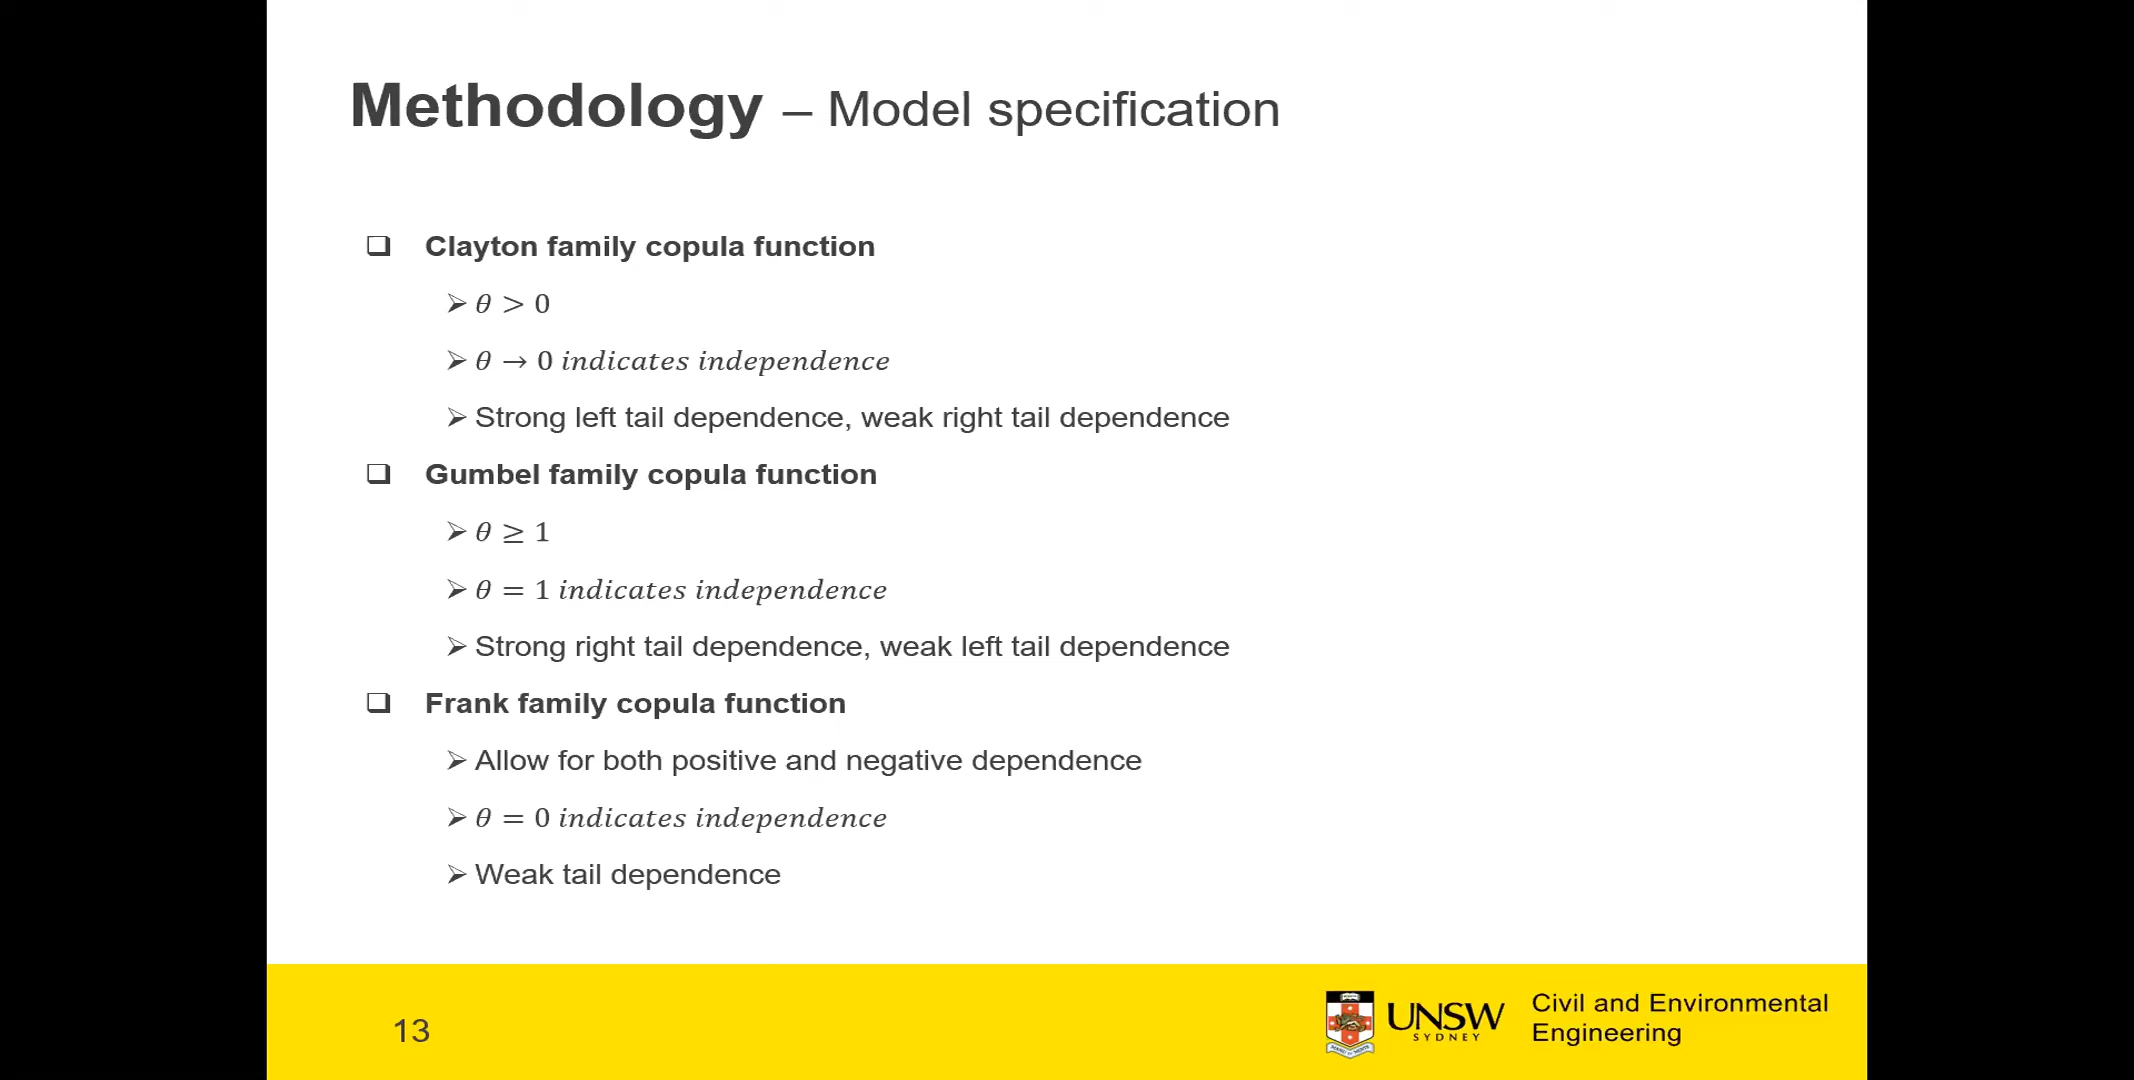 Methodology – Model specification
❑ Clayton family copula function
➢ θ > 0
➢ θ → 0 indicates independence
➢ Strong left tail dependence, weak right tail dependence
❑ Gumbel family copula function
➢ θ ≥ 1
➢ θ = 1 indicates independence
➢ Strong right tail dependence, weak left tail dependence
❑ Frank family copula function
➢ Allow for both positive and negative dependence
➢ θ = 0 indicates independence
➢ Weak tail dependence
13
UNSW
SYDNEY
Civil and Environmental
Engineering